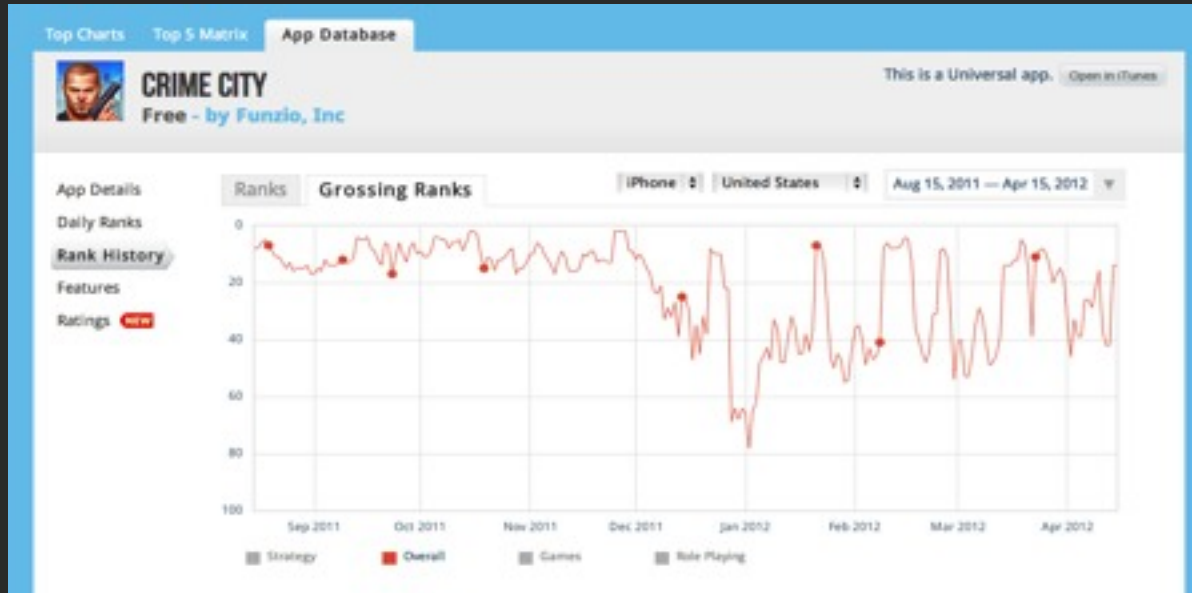 Top Charts Top 5 Matrix App Database
CRIME CITY
This is a Universal app. Open in iTunes
Free - by Funzio, Inc
App Details
Daily Ranks
Rank History
Features
Ratings NEW
Ranks Grossing Ranks
iPhone United States Aug 15, 2011 — Apr 15, 2012
0
20
40
60
80
100
Sep 2011 Oct 2011 Nov 2011 Dec 2011 Jan 2012 Feb 2012 Mar 2012 Apr 2012
Strategy Overall Games Role Playing